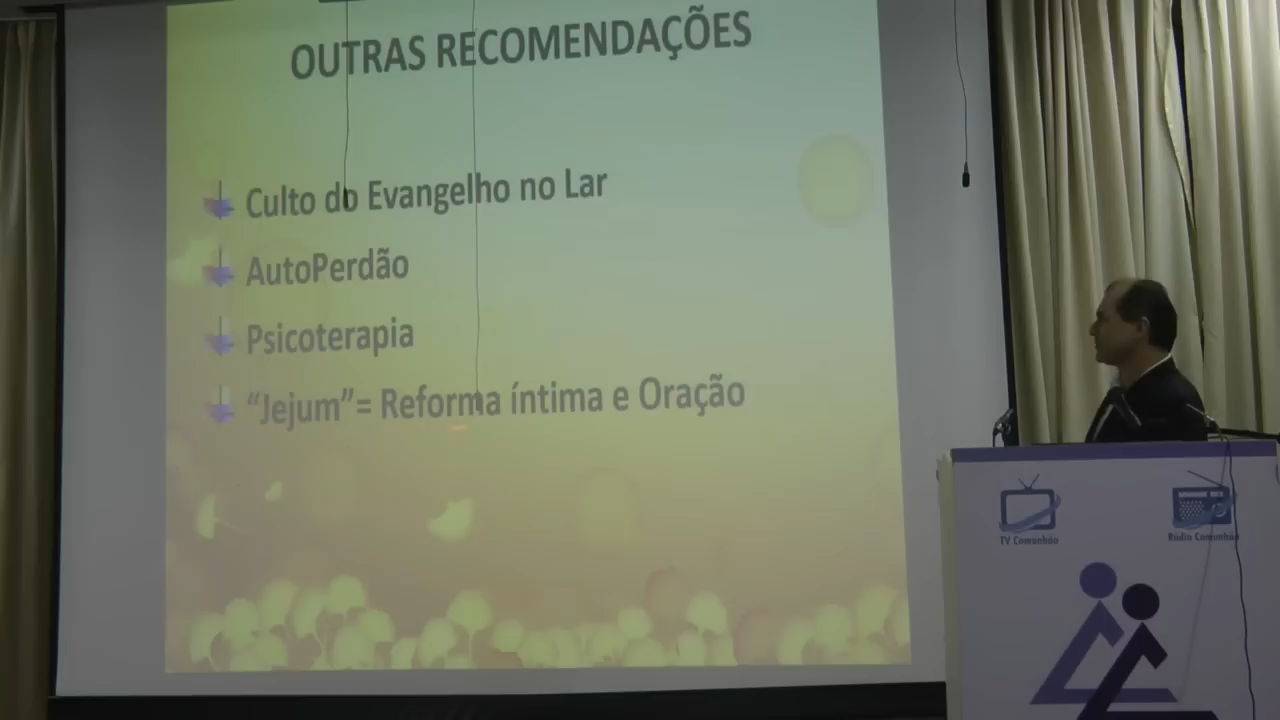 OUTRAS RECOMENDAÇÕES
Culto do Evangelho no Lar
AutoPerdão
Psicoterapia
“Jejum”= Reforma íntima e Oração
TV Comunhão
Rádio Comunhão